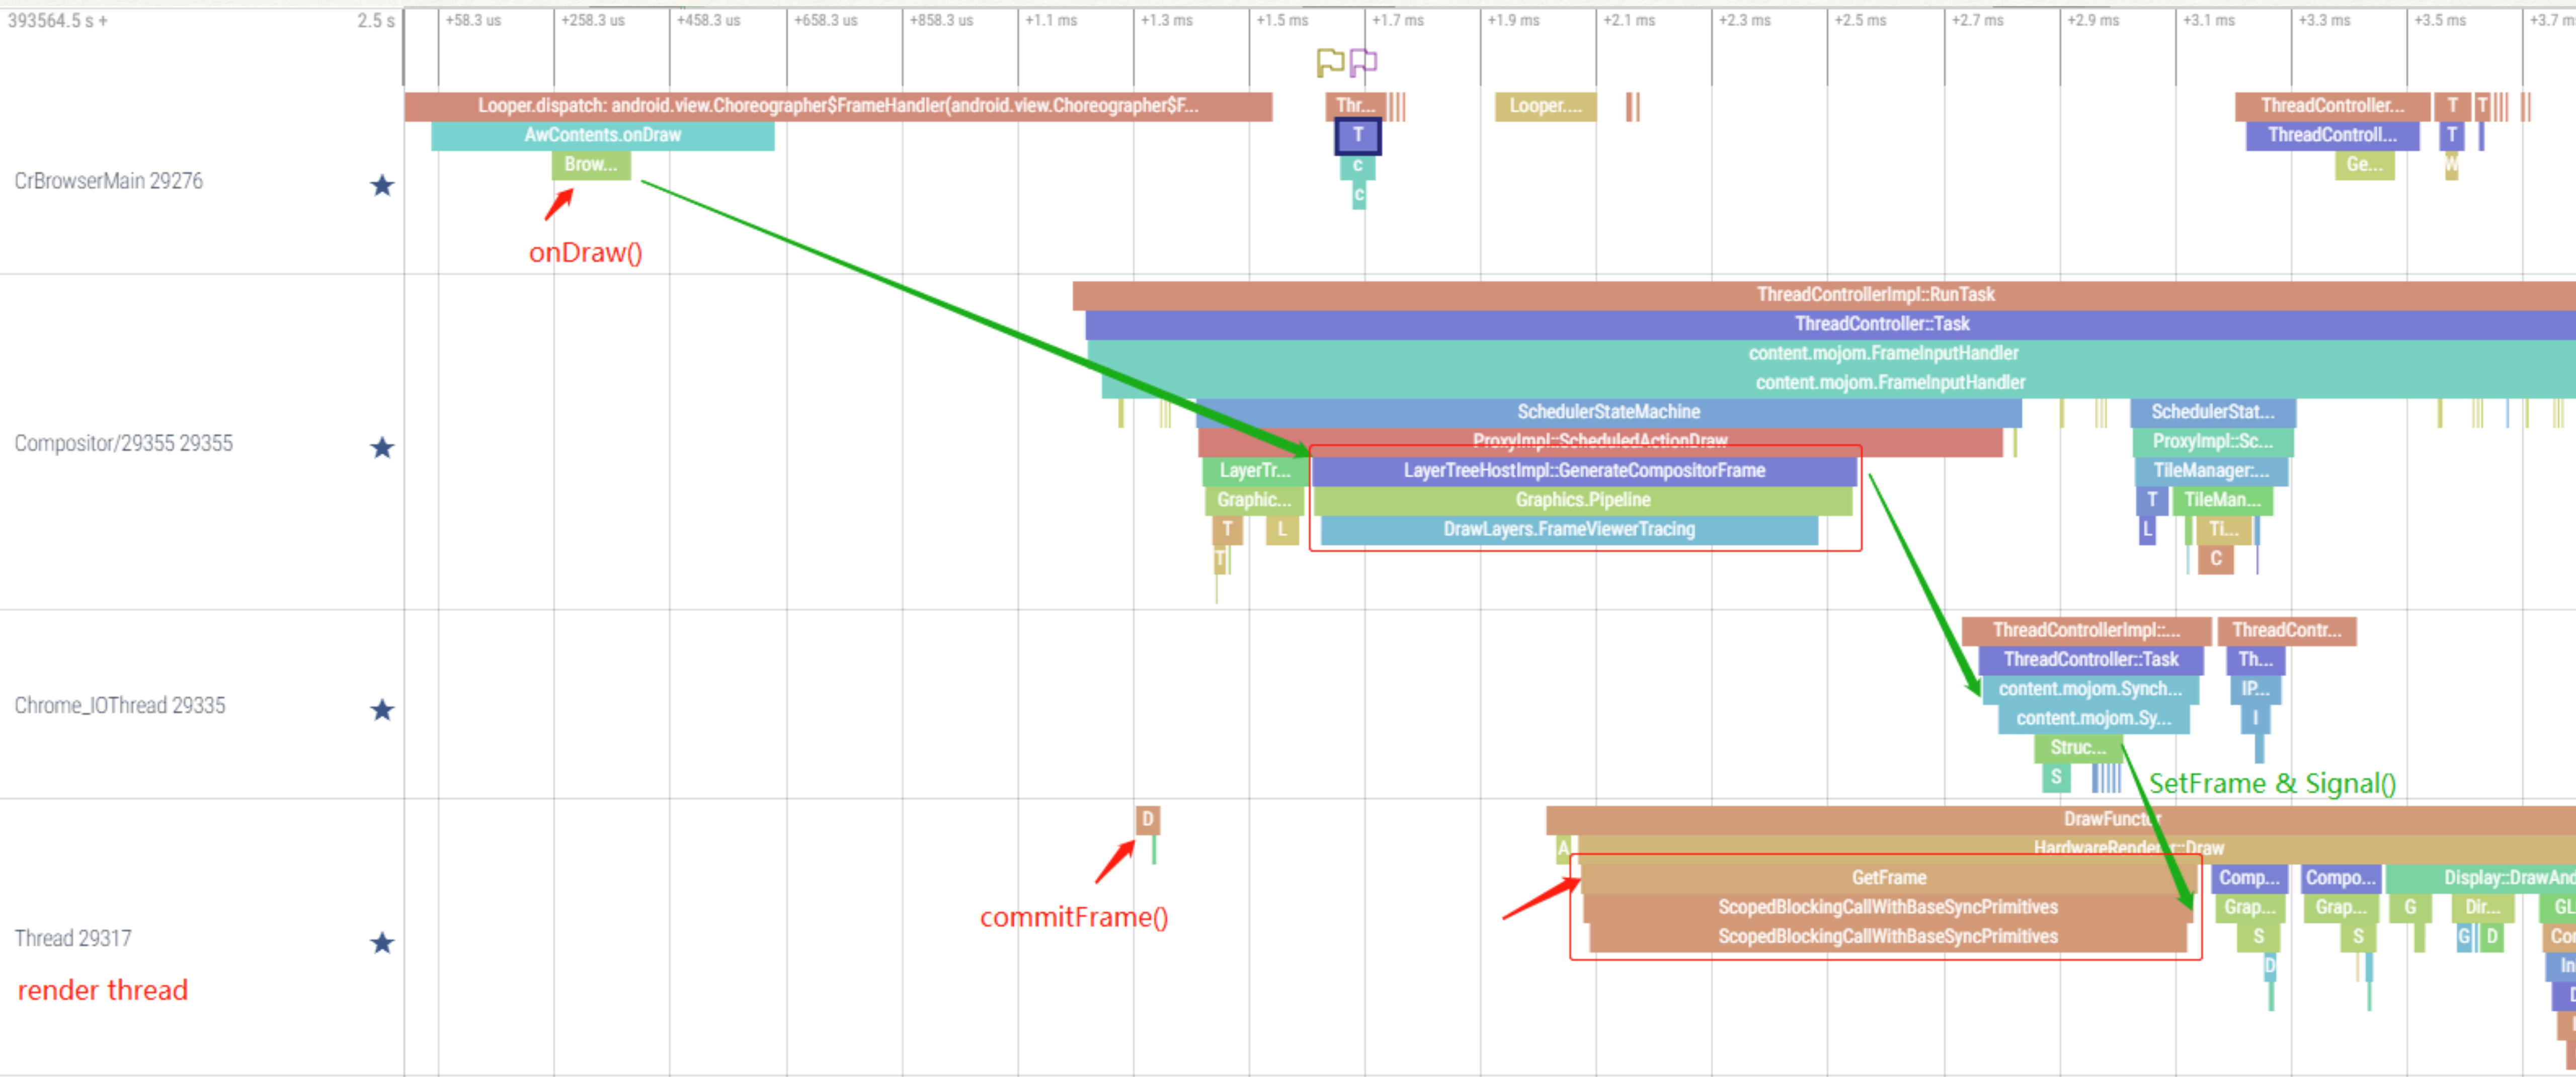 393564.5 s + 2.5 s +58.3 us +258.3 us +458.3 us +658.3 us +858.3 us +1.1 ms +1.3 ms +1.5 ms +1.7 ms +1.9 ms +2.1 ms +2.3 ms +2.5 ms +2.7 ms +2.9 ms +3.1 ms +3.3 ms +3.5 ms +3.7 m
Looper.dispatch: android.view.Choreographer$FrameHandler(android.view.Choreographer$F... Thr... Looper.... ThreadController... T T
AwContents.onDraw T ThreadControll... T
Brow... c Ge... W
CrBrowserMain 29276
c
onDraw()
ThreadControllerImpl::RunTask
ThreadController::Task
content.mojom.FrameInputHandler
content.mojom.FrameInputHandler
SchedulerStateMachine SchedulerStat...
Compositor/29355 29355
ProxyImpl::ScheduledActionDraw ProxyImpl::Sc...
LayerTr... LayerTreeHostImpl::GenerateCompositorFrame TileManager:...
Graphic... Graphics.Pipeline T TileMan...
T L DrawLayers.FrameViewerTracing L Ti...
T C
ThreadControllerImpl::... ThreadContr...
ThreadController::Task Th...
content.mojom.Synch... IP...
Chrome_IOThread 29335
content.mojom.Sy... I
Struc...
S
SetFrame & Signal()
D DrawFunctor
A HardwareRenderer::Draw
GetFrame Comp... Compo... Display::DrawAnd
commitFrame()
ScopedBlockingCallWithBaseSyncPrimitives Grap... Grap... G Dir... GL
Thread 29317
ScopedBlockingCallWithBaseSyncPrimitives S S G D Cor
D In
render thread